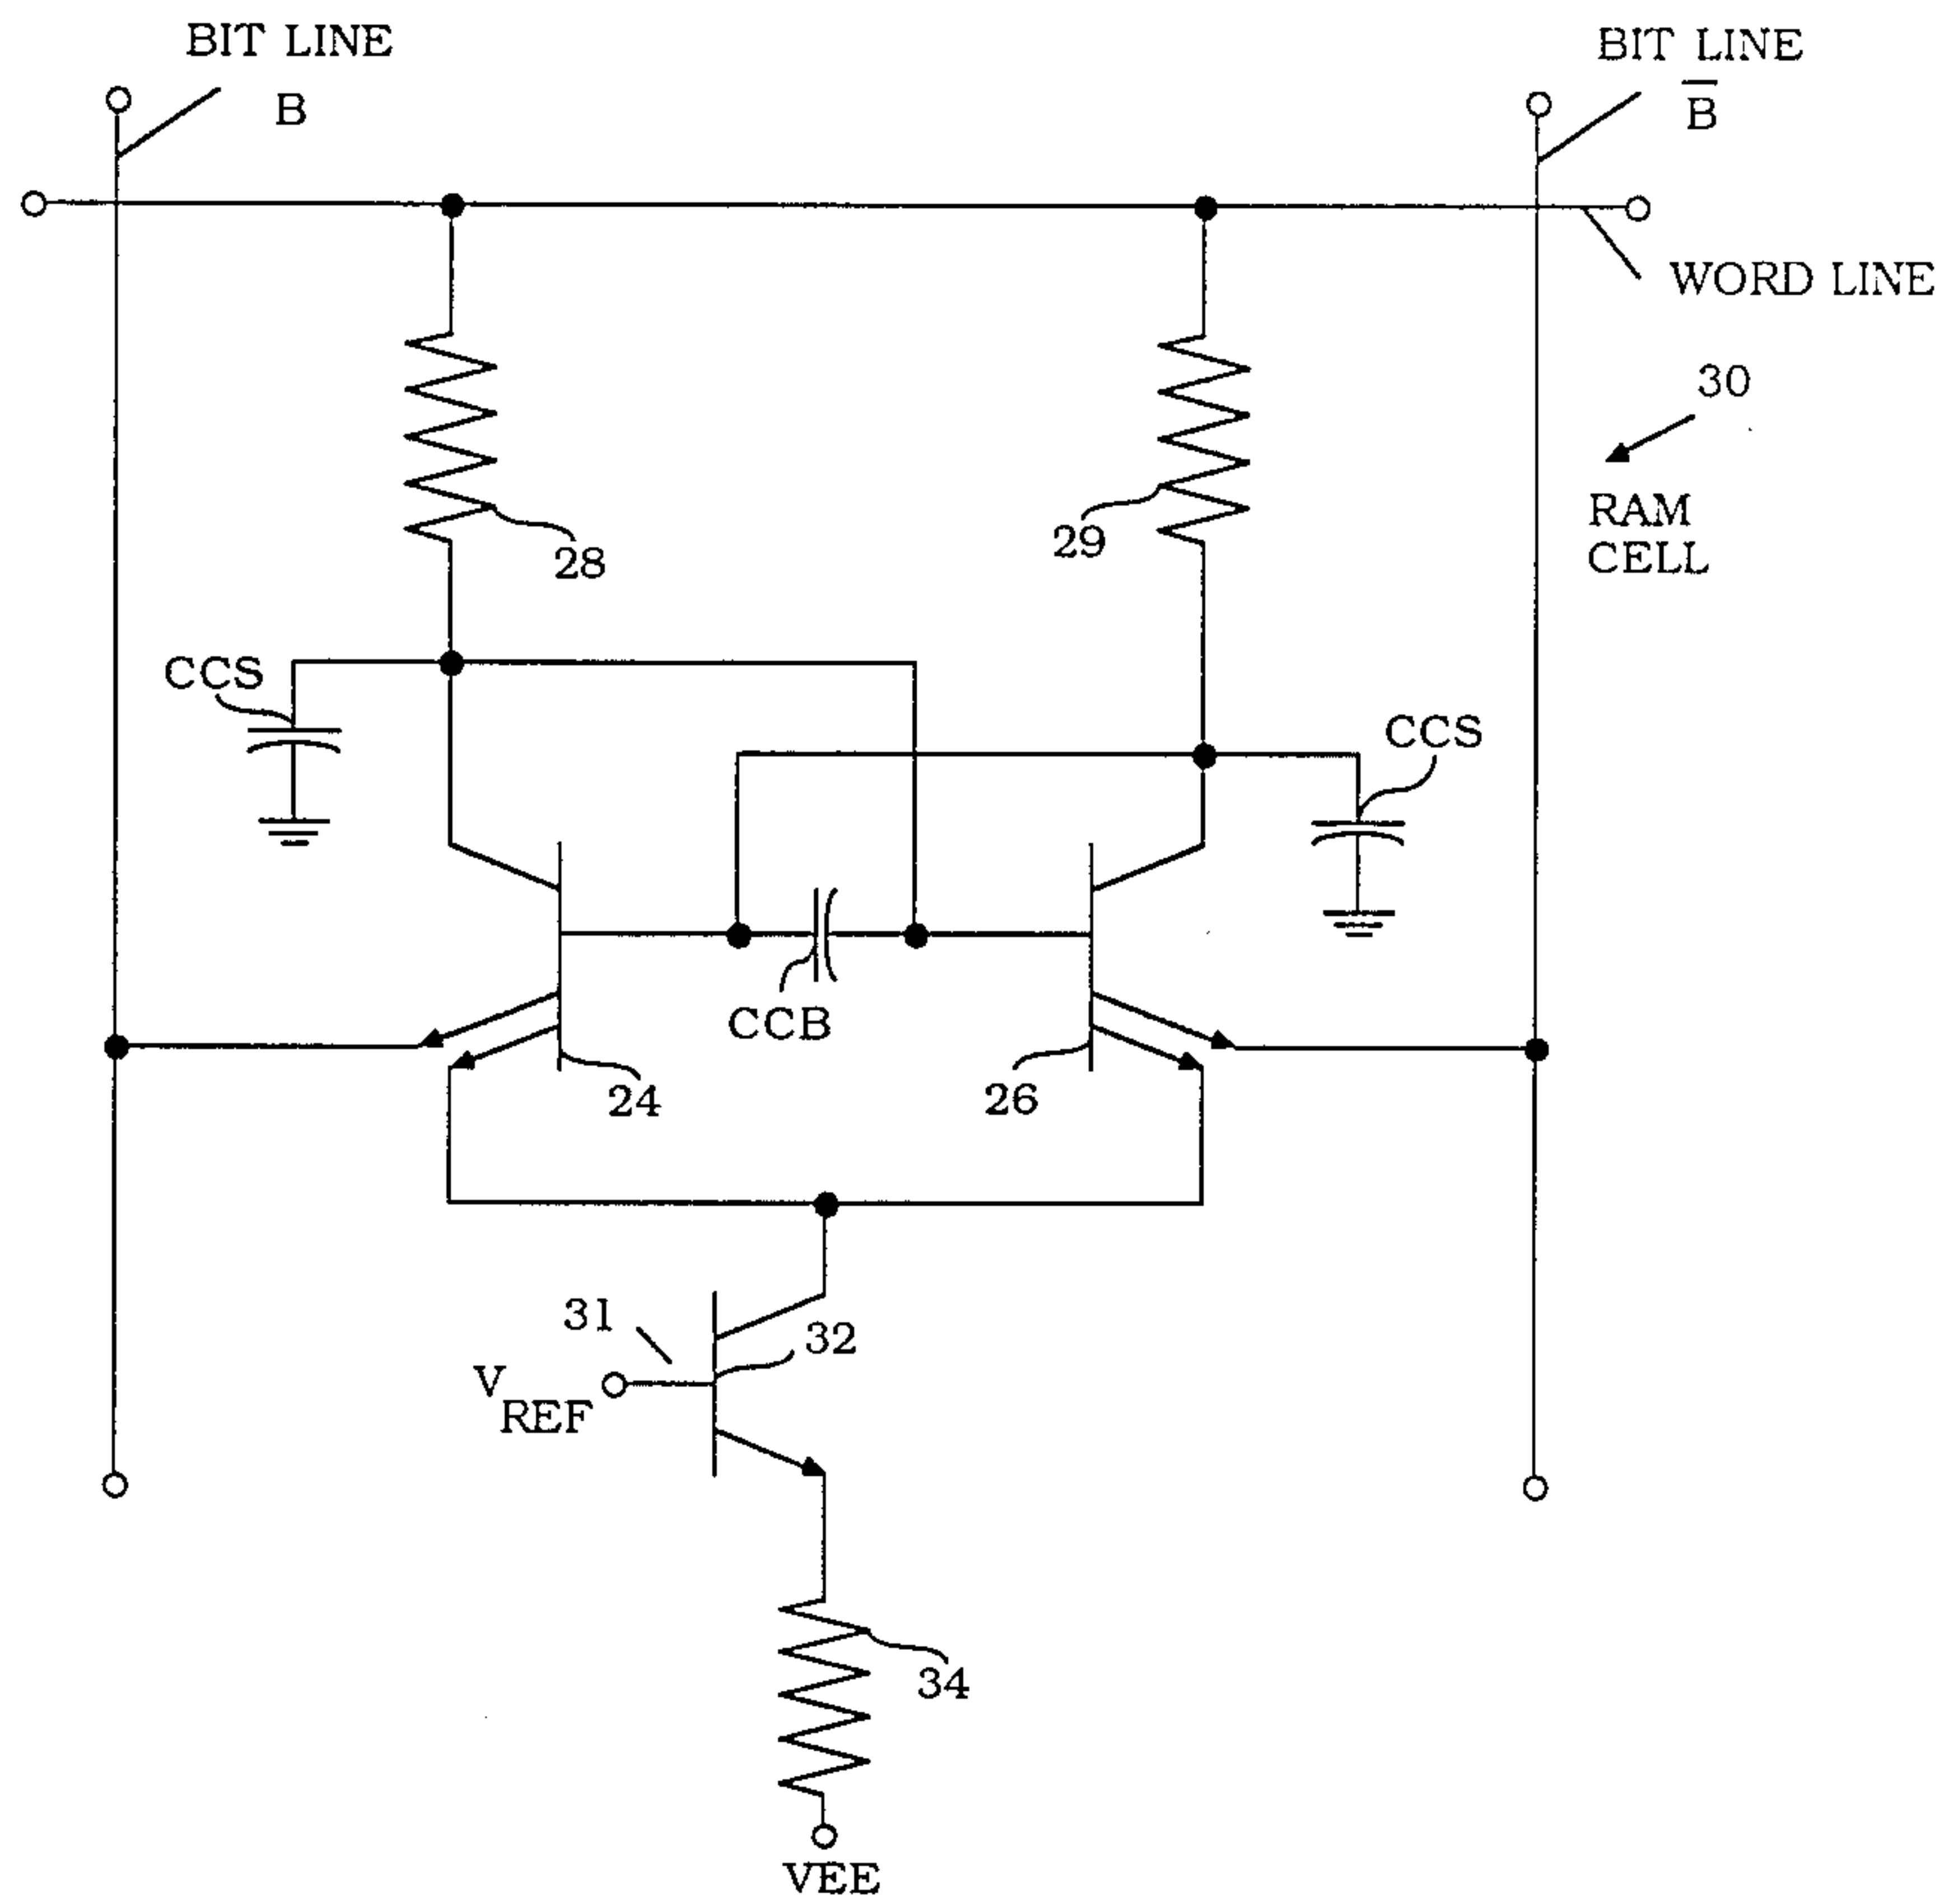 BIT LINE
B
BIT LINE
B̅
WORD LINE
30
RAM
CELL
28
29
CCS
CCS
CCB
24
26
31
32
V
REF
34
VEE